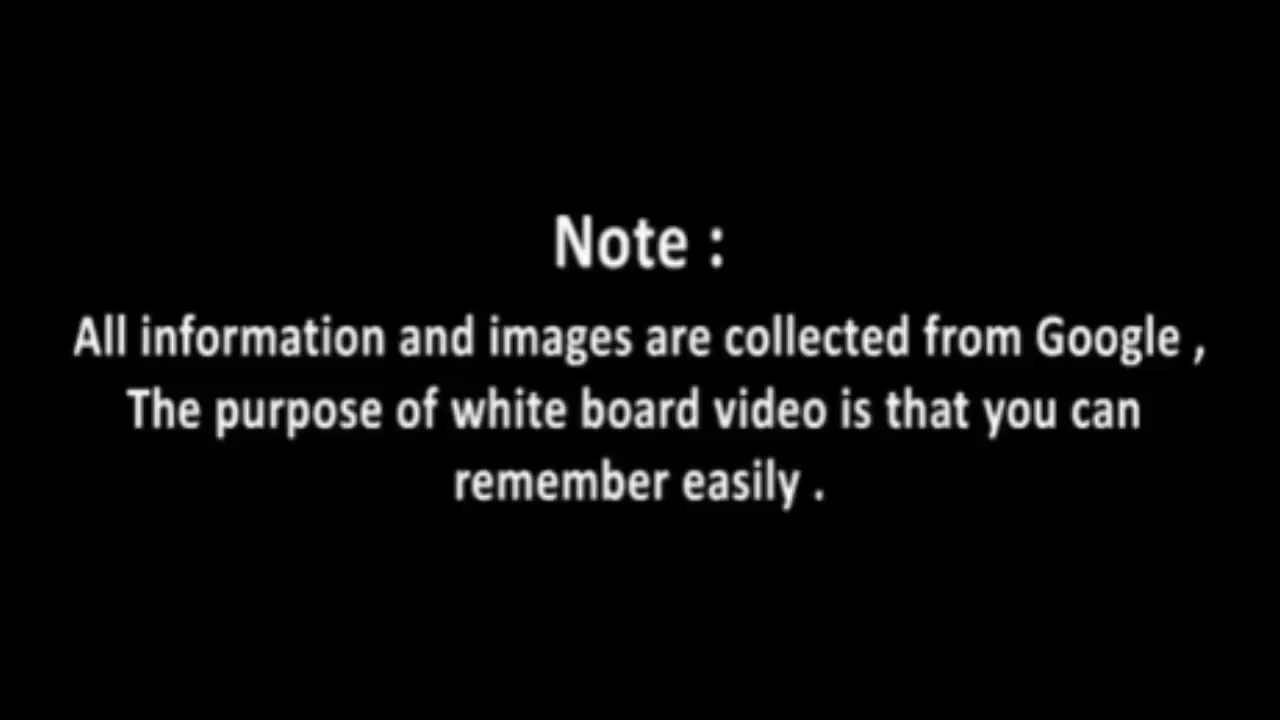 Note :
All information and images are collected from Google ,
The purpose of white board video is that you can
remember easily .